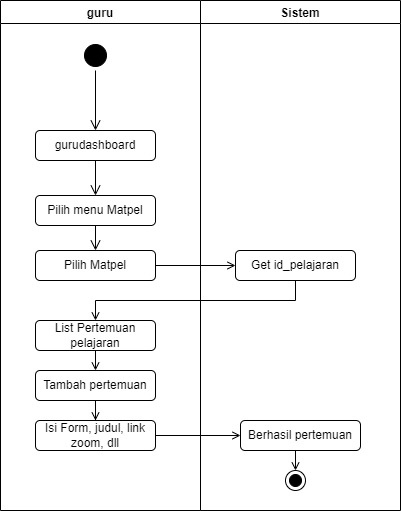 guru
Sistem
gurudashboard
Pilih menu Matpel
Pilih Matpel
Get id_pelajaran
List Pertemuan
pelajaran
Tambah pertemuan
Isi Form, judul, link
zoom, dll
Berhasil pertemuan